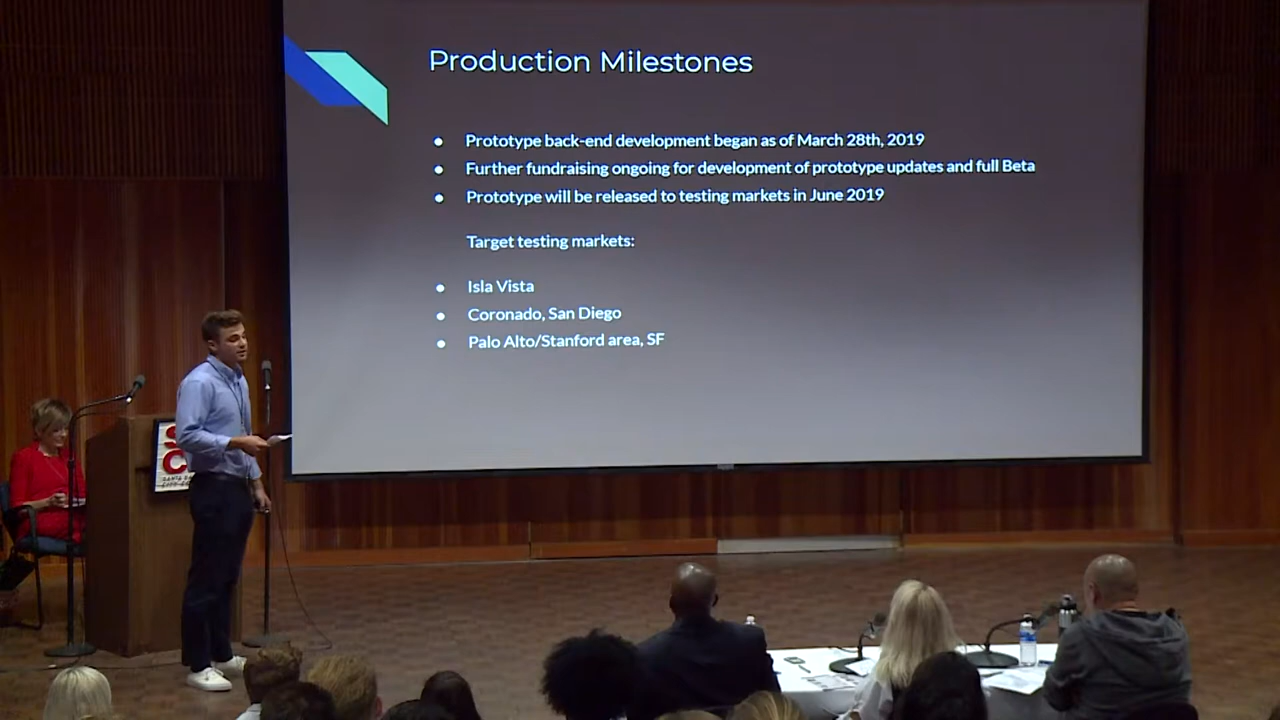 Production Milestones
● Prototype back-end development began as of March 28th, 2019
● Further fundraising ongoing for development of prototype updates and full Beta
● Prototype will be released to testing markets in June 2019
Target testing markets:
● Isla Vista
● Coronado, San Diego
● Palo Alto/Stanford area, SF
S
C